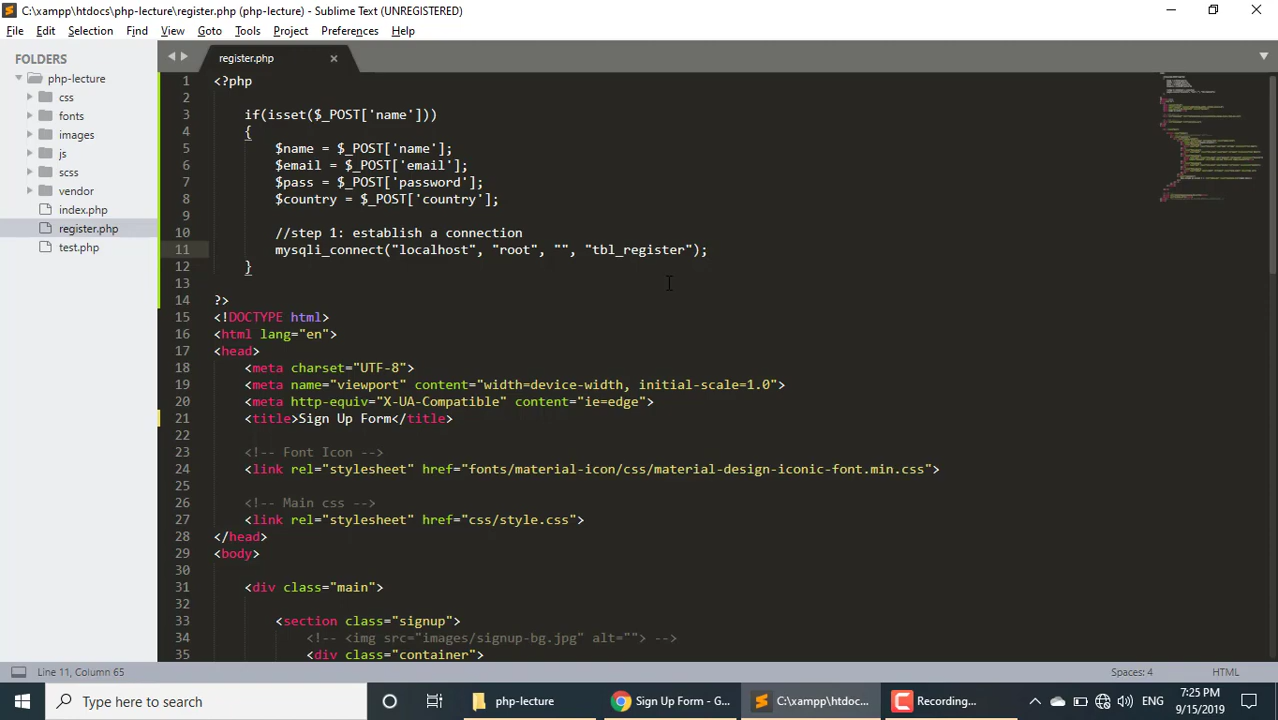 C:\xampp\htdocs\php-lecture\register.php (php-lecture) - Sublime Text (UNREGISTERED)
File Edit Selection Find View Goto Tools Project Preferences Help
FOLDERS
php-lecture
css
fonts
images
js
scss
vendor
index.php
register.php
test.php
register.php ×
1 <?php
2
3 if(isset($_POST['name']))
4 {
5 $name = $_POST['name'];
6 $email = $_POST['email'];
7 $pass = $_POST['password'];
8 $country = $_POST['country'];
9
10 //step 1: establish a connection
11 mysqli_connect("localhost", "root", "", "tbl_register");
12 }
13
14 ?>
15 <!DOCTYPE html>
16 <html lang="en">
17 <head>
18 <meta charset="UTF-8">
19 <meta name="viewport" content="width=device-width, initial-scale=1.0">
20 <meta http-equiv="X-UA-Compatible" content="ie=edge">
21 <title>Sign Up Form</title>
22
23 <!-- Font Icon -->
24 <link rel="stylesheet" href="fonts/material-icon/css/material-design-iconic-font.min.css">
25
26 <!-- Main css -->
27 <link rel="stylesheet" href="css/style.css">
28 </head>
29 <body>
30
31 <div class="main">
32
33 <section class="signup">
34 <!-- <img src="images/signup-bg.jpg" alt=""> -->
35 <div class="container">
Line 11, Column 65 Spaces: 4 HTML
Type here to search php-lecture Sign Up Form - G... C:\xampp\htdoc... Recording... ENG 7:25 PM
9/15/2019